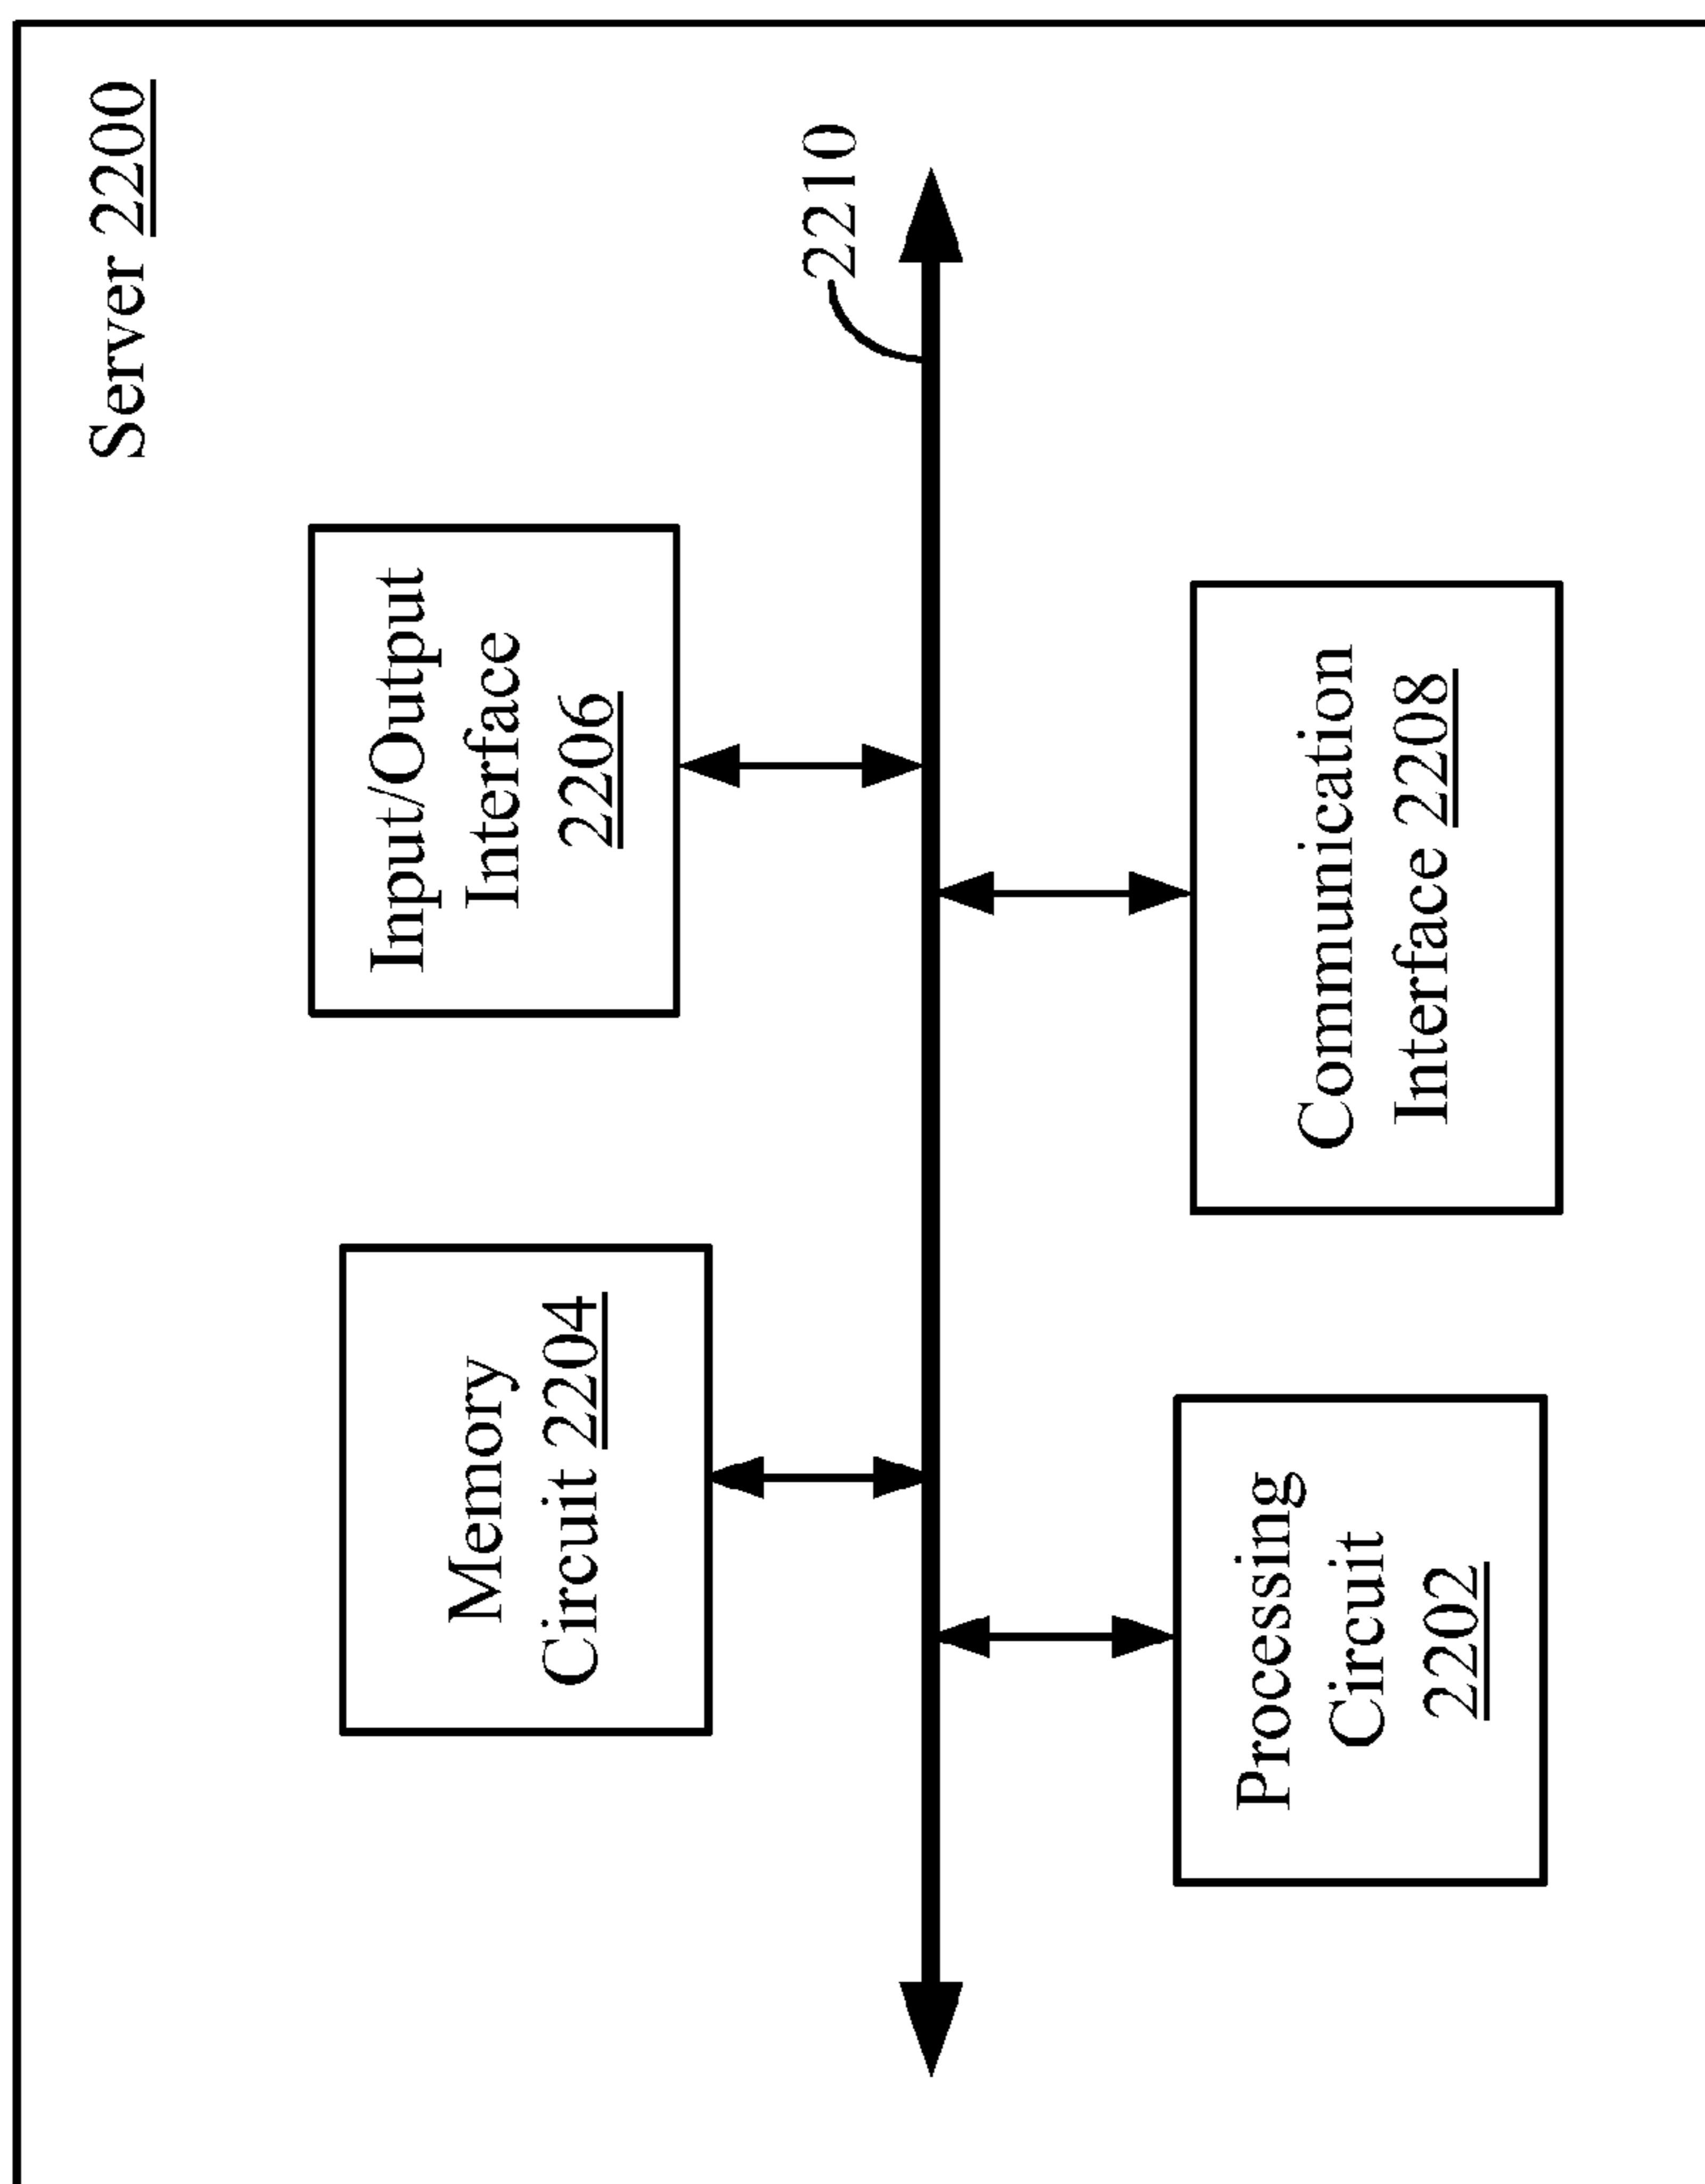 Server 2200
Memory
Circuit 2204
Input/Output
Interface
2206
2210
Processing
Circuit
2202
Communication
Interface 2208